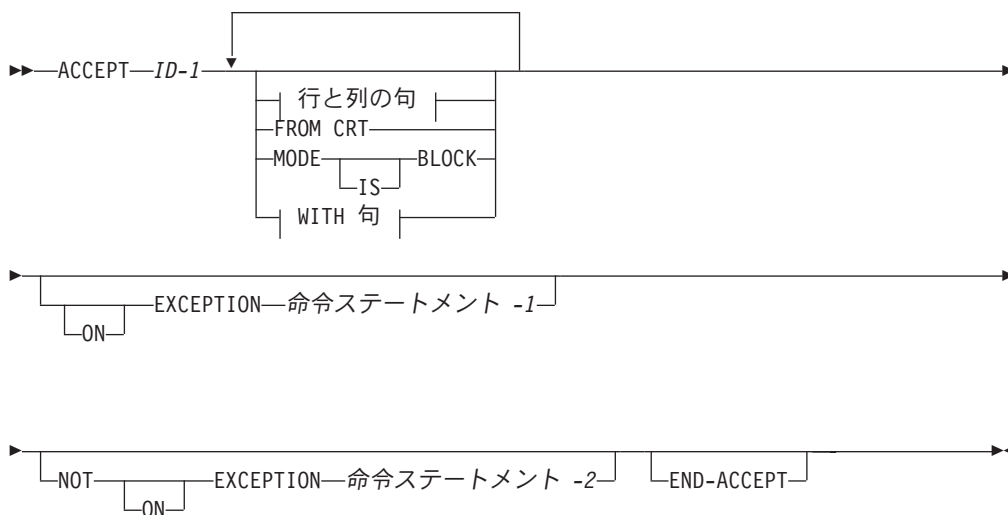 ACCEPT ID-1
行と列の句
FROM CRT
MODE BLOCK
IS
WITH 句
EXCEPTION 命令ステートメント -1
ON
NOT EXCEPTION 命令ステートメント -2 END-ACCEPT
ON